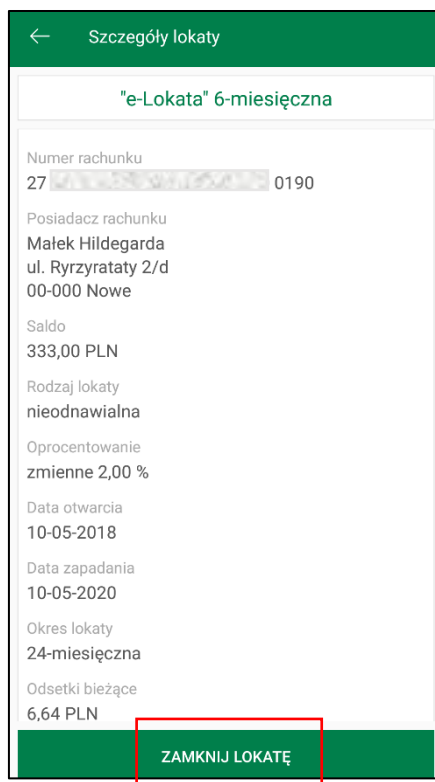 Szczegóły lokaty
"e-Lokata" 6-miesięczna
Numer rachunku
27 0190
Posiadacz rachunku
Małek Hildegarda
ul. Ryrzyrataty 2/d
00-000 Nowe
Saldo
333,00 PLN
Rodzaj lokaty
nieodnawialna
Oprocentowanie
zmienne 2,00 %
Data otwarcia
10-05-2018
Data zapadania
10-05-2020
Okres lokaty
24-miesięczna
Odsetki bieżące
6,64 PLN
ZAMKNIJ LOKATĘ